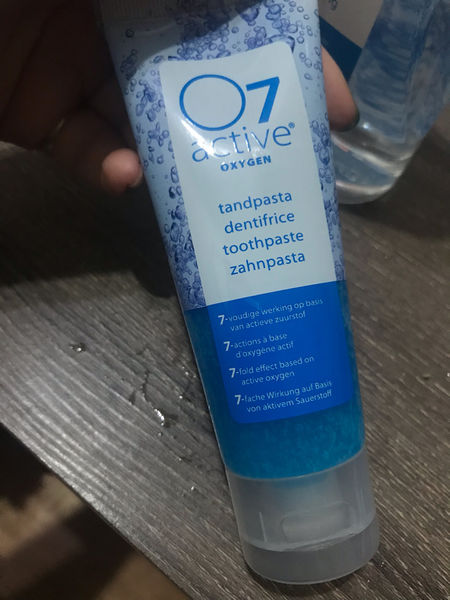 O7
active®
OXYGEN
tandpasta
dentifrice
toothpaste
zahnpasta
7-voudige werking op basis
van actieve zuurstof
7-actions à base
d'oxygène actif
7-fold effect based on
active oxygen
7-fache Wirkung auf Basis
von aktivem Sauerstoff